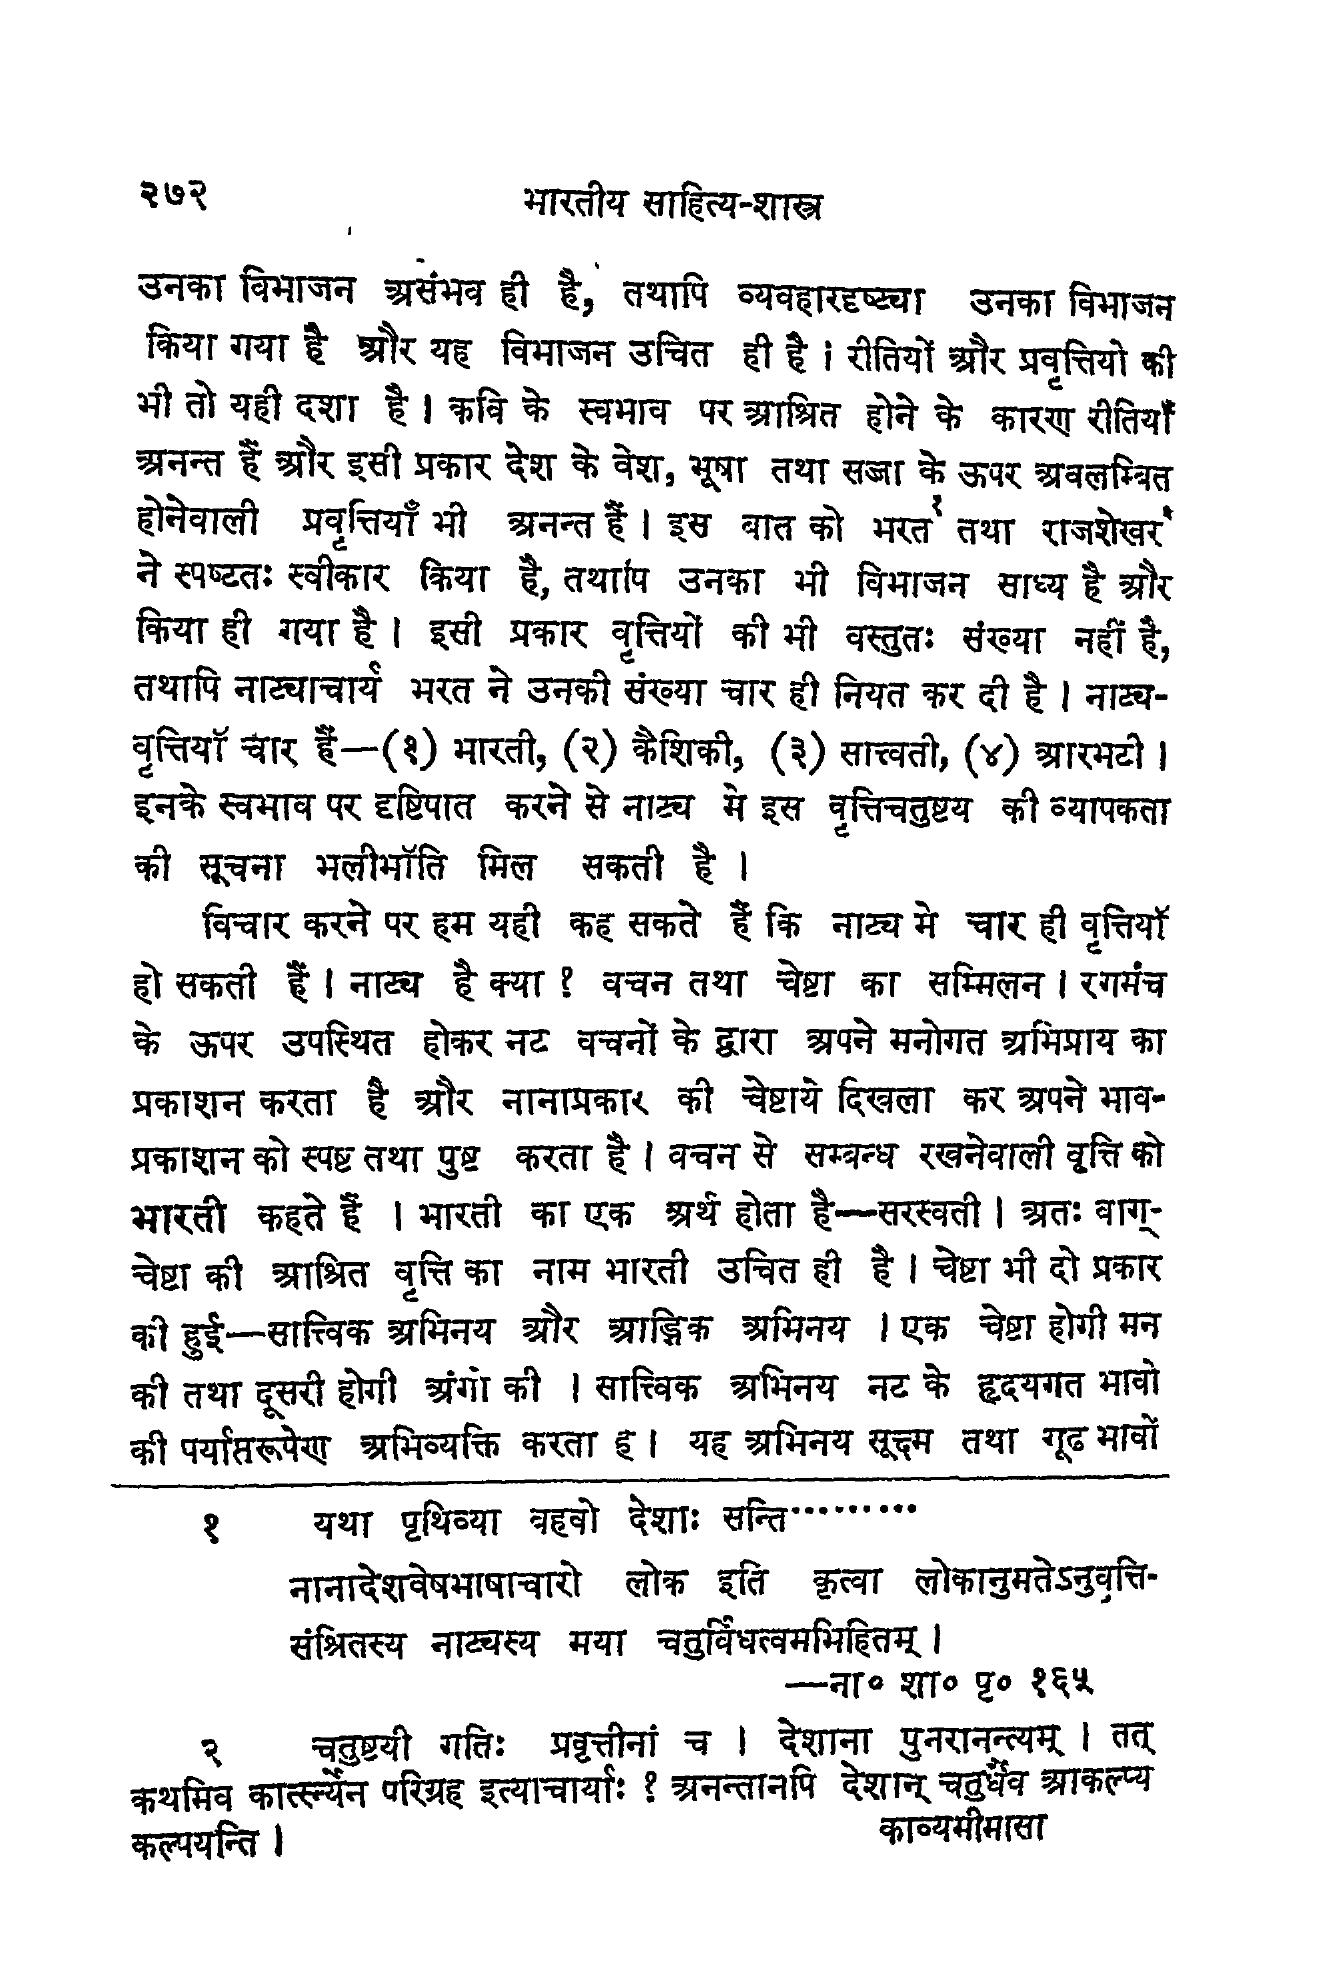 २७२ भारतीय साहित्य-शास्त्र
उनका विभाजन असंभव ही है, तथापि व्यवहारदृष्ट्या उनका विभाजन
किया गया है और यह विभाजन उचित ही है । रीतियों और प्रवृत्तियो की
भी तो यही दशा है । कवि के स्वभाव पर आश्रित होने के कारण रीतियाँ
अनन्त हैं और इसी प्रकार देश के वेश, भूषा तथा सज्जा के ऊपर अवलम्बित
होनेवाली प्रवृत्तियाँ भी अनन्त हैं । इस बात को भरत१ तथा राजशेखर२
ने स्पष्टतः स्वीकार किया है, तथापि उनका भी विभाजन साध्य है और
किया ही गया है । इसी प्रकार वृत्तियों की भी वस्तुतः संख्या नहीं है,
तथापि नाट्याचार्य भरत ने उनकी संख्या चार ही नियत कर दी है । नाट्य-
वृत्तियॉ चार हैं—(१) भारती, (२) कैशिकी, (३) सात्त्वती, (४) आरभटी ।
इनके स्वभाव पर दृष्टिपात करने से नाट्य मे इस वृत्तिचतुष्टय की व्यापकता
की सूचना भलीभॉति मिल सकती है ।
विचार करने पर हम यही कह सकते हैं कि नाट्य मे चार ही वृत्तियॉ
हो सकती हैं । नाट्य है क्या ? वचन तथा चेष्टा का सम्मिलन । रगमंच
के ऊपर उपस्थित होकर नट वचनों के द्वारा अपने मनोगत अभिप्राय का
प्रकाशन करता है और नानाप्रकार की चेष्टाये दिखला कर अपने भाव-
प्रकाशन को स्पष्ट तथा पुष्ट करता है । वचन से सम्बन्ध रखनेवाली वृत्ति को
भारती कहते हैं । भारती का एक अर्थ होता है—सरस्वती । अतः वाग्-
चेष्टा की आश्रित वृत्ति का नाम भारती उचित ही है । चेष्टा भी दो प्रकार
की हुई—सात्त्विक अभिनय और आङ्गिक अभिनय । एक चेष्टा होगी मन
की तथा दूसरी होगी अंगों की । सात्त्विक अभिनय नट के हृदयगत भावो
की पर्याप्तरूपेण अभिव्यक्ति करता ह । यह अभिनय सूक्ष्म तथा गूढ भावों
१ यथा पृथिव्या बहवो देशाः सन्ति·········
नानादेशवेषभाषाचारो लोक इति कृत्वा लोकानुमतेऽनुवृत्ति-
संश्रितस्य नाट्यस्य मया चतुर्विधत्वमभिहितम् ।
—ना० शा० पृ० १६५
२ चतुष्टयी गतिः प्रवृत्तीनां च । देशाना पुनरानन्त्यम् । तत्
कथमिव कार्त्स्न्येन परिग्रह इत्याचार्याः ? अनन्तानपि देशान् चतुर्धैव आकल्प्य
कल्पयन्ति । काव्यमीमासा